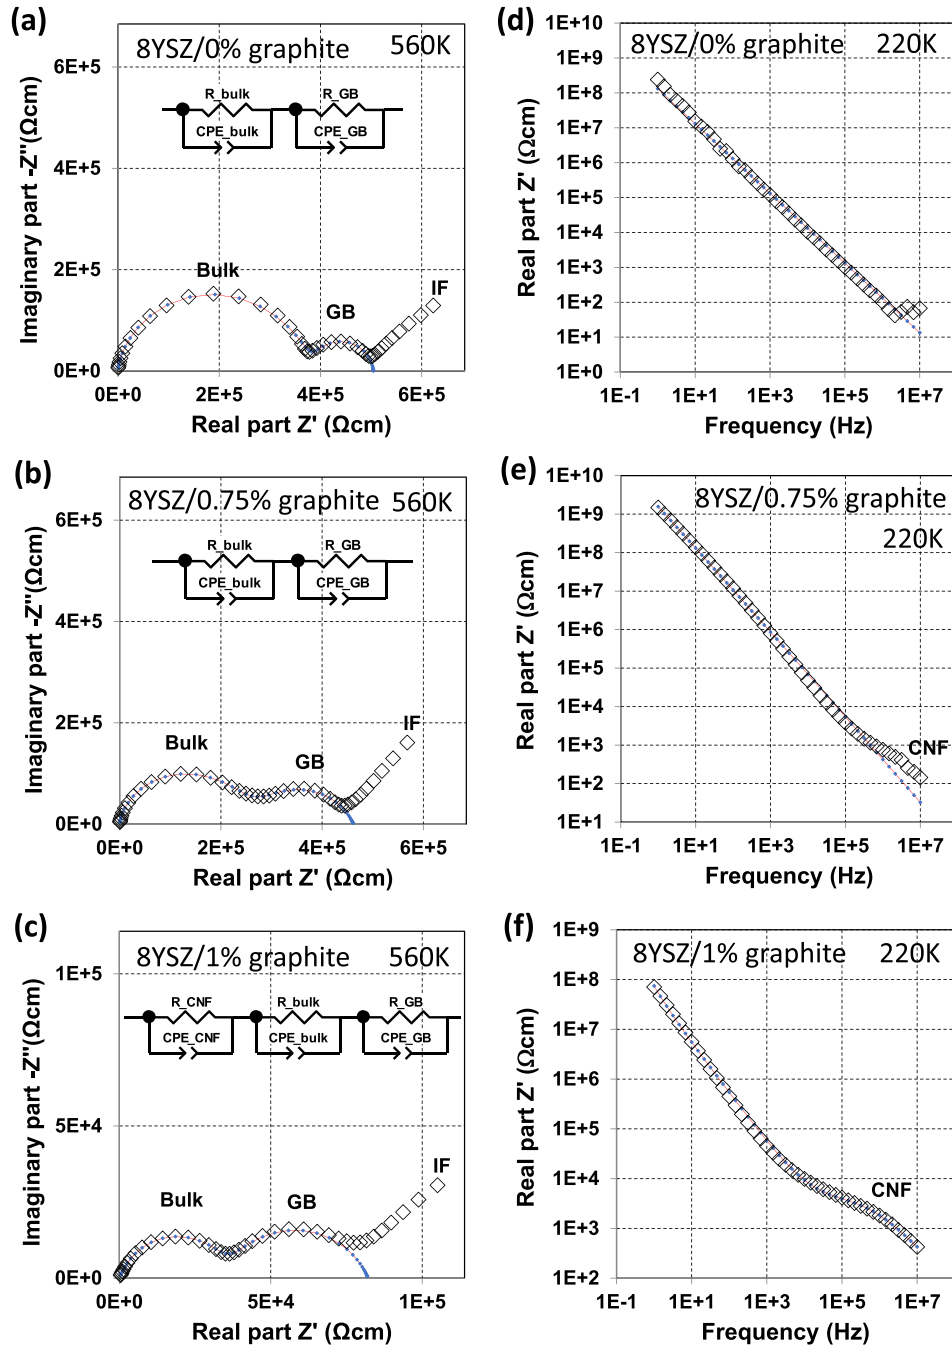 (a)
8YSZ/0% graphite 560K
6E+5
4E+5
2E+5
0E+0
Imaginary part -Z"(Ωcm)
R_bulk R_GB
CPE_bulk CPE_GB
Bulk
GB
IF
0E+0 2E+5 4E+5 6E+5
Real part Z' (Ωcm)
(d)
8YSZ/0% graphite 220K
1E+10
1E+9
1E+8
1E+7
1E+6
1E+5
1E+4
1E+3
1E+2
1E+1
1E+0
Real part Z' (Ωcm)
1E-1 1E+1 1E+3 1E+5 1E+7
Frequency (Hz)
(b)
8YSZ/0.75% graphite 560K
6E+5
4E+5
2E+5
0E+0
Imaginary part -Z"(Ωcm)
R_bulk R_GB
CPE_bulk CPE_GB
Bulk
GB
IF
0E+0 2E+5 4E+5 6E+5
Real part Z' (Ωcm)
(e)
8YSZ/0.75% graphite
220K
1E+10
1E+9
1E+8
1E+7
1E+6
1E+5
1E+4
1E+3
1E+2
1E+1
Real part Z' (Ωcm)
CNF
1E-1 1E+1 1E+3 1E+5 1E+7
Frequency (Hz)
(c)
8YSZ/1% graphite 560K
1E+5
5E+4
0E+0
Imaginary part -Z"(Ωcm)
R_CNF R_bulk R_GB
CPE_CNF CPE_bulk CPE_GB
Bulk
GB
IF
0E+0 5E+4 1E+5
Real part Z' (Ωcm)
(f)
8YSZ/1% graphite 220K
1E+9
1E+8
1E+7
1E+6
1E+5
1E+4
1E+3
1E+2
Real part Z' (Ωcm)
CNF
1E-1 1E+1 1E+3 1E+5 1E+7
Frequency (Hz)